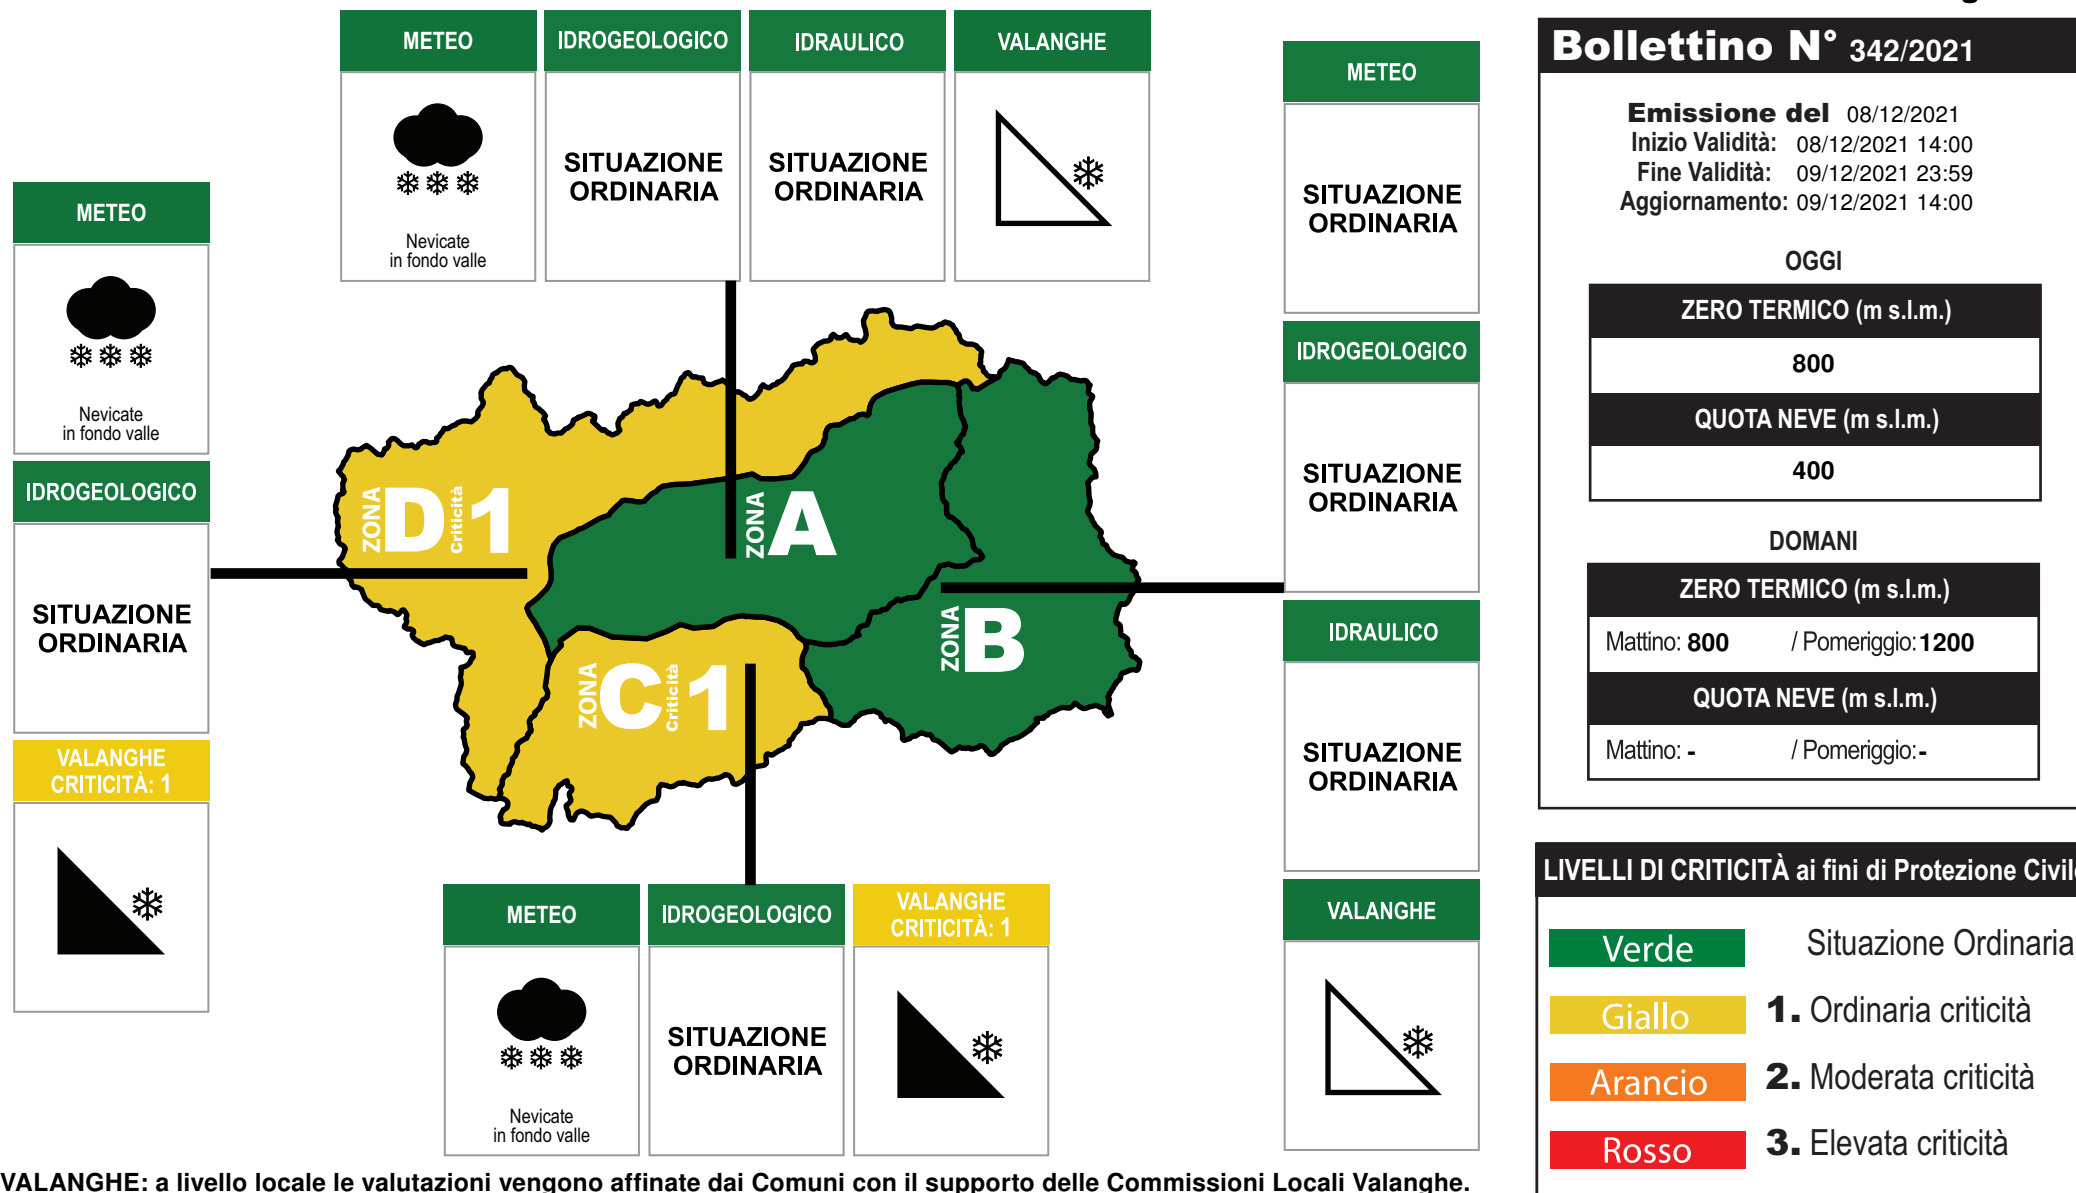 METEO
Nevicate
in fondo valle
IDROGEOLOGICO
SITUAZIONE
ORDINARIA
IDRAULICO
SITUAZIONE
ORDINARIA
VALANGHE
METEO
Nevicate
in fondo valle
IDROGEOLOGICO
SITUAZIONE
ORDINARIA
VALANGHE
CRITICITÀ: 1
ZONA D Criticità 1
ZONA A
ZONA B
ZONA C Criticità 1
METEO
SITUAZIONE
ORDINARIA
IDROGEOLOGICO
SITUAZIONE
ORDINARIA
IDRAULICO
SITUAZIONE
ORDINARIA
VALANGHE
METEO
Nevicate
in fondo valle
IDROGEOLOGICO
SITUAZIONE
ORDINARIA
VALANGHE
CRITICITÀ: 1
Bollettino N° 342/2021
Emissione del 08/12/2021
Inizio Validità: 08/12/2021 14:00
Fine Validità: 09/12/2021 23:59
Aggiornamento: 09/12/2021 14:00
OGGI
ZERO TERMICO (m s.l.m.)
800
QUOTA NEVE (m s.l.m.)
400
DOMANI
ZERO TERMICO (m s.l.m.)
Mattino: 800 / Pomeriggio: 1200
QUOTA NEVE (m s.l.m.)
Mattino: - / Pomeriggio: -
LIVELLI DI CRITICITÀ ai fini di Protezione Civile
Verde Situazione Ordinaria
Giallo 1. Ordinaria criticità
Arancio 2. Moderata criticità
Rosso 3. Elevata criticità
VALANGHE: a livello locale le valutazioni vengono affinate dai Comuni con il supporto delle Commissioni Locali Valanghe.